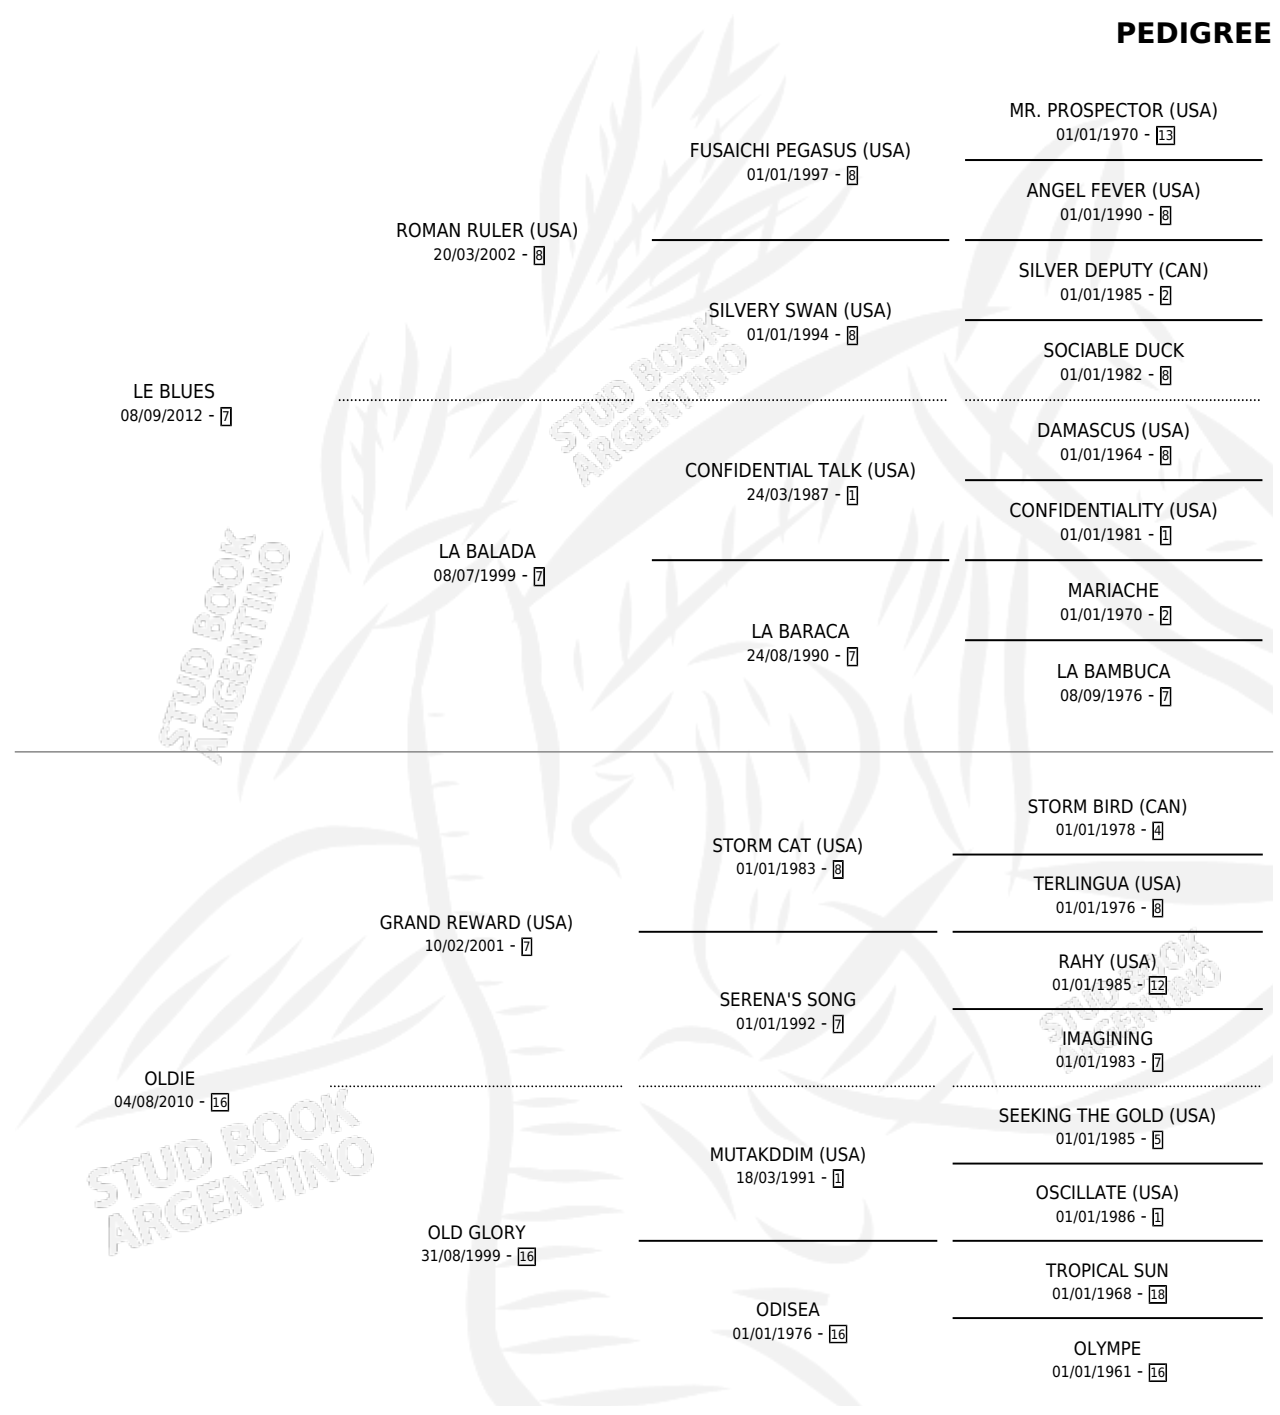 PEDIGREE
MR. PROSPECTOR (USA)
01/01/1970 - 13
FUSAICHI PEGASUS (USA)
01/01/1997 - 8
ANGEL FEVER (USA)
01/01/1990 - 8
ROMAN RULER (USA)
20/03/2002 - 8
SILVER DEPUTY (CAN)
01/01/1985 - 2
SILVERY SWAN (USA)
01/01/1994 - 8
SOCIABLE DUCK
01/01/1982 - 8
LE BLUES
08/09/2012 - 7
DAMASCUS (USA)
01/01/1964 - 8
CONFIDENTIAL TALK (USA)
24/03/1987 - 1
CONFIDENTIALITY (USA)
01/01/1981 - 1
LA BALADA
08/07/1999 - 7
MARIACHE
01/01/1970 - 2
LA BARACA
24/08/1990 - 7
LA BAMBUCA
08/09/1976 - 7
STORM BIRD (CAN)
01/01/1978 - 4
STORM CAT (USA)
01/01/1983 - 8
TERLINGUA (USA)
01/01/1976 - 8
GRAND REWARD (USA)
10/02/2001 - 7
RAHY (USA)
01/01/1985 - 12
SERENA'S SONG
01/01/1992 - 7
IMAGINING
01/01/1983 - 7
OLDIE
04/08/2010 - 16
SEEKING THE GOLD (USA)
01/01/1985 - 5
MUTAKDDIM (USA)
18/03/1991 - 1
OSCILLATE (USA)
01/01/1986 - 1
OLD GLORY
31/08/1999 - 16
TROPICAL SUN
01/01/1968 - 18
ODISEA
01/01/1976 - 16
OLYMPE
01/01/1961 - 16
STUD BOOK
ARGENTINO
STUD BOOK
ARGENTINO
STUD BOOK
ARGENTINO
STUD BOOK
ARGENTINO